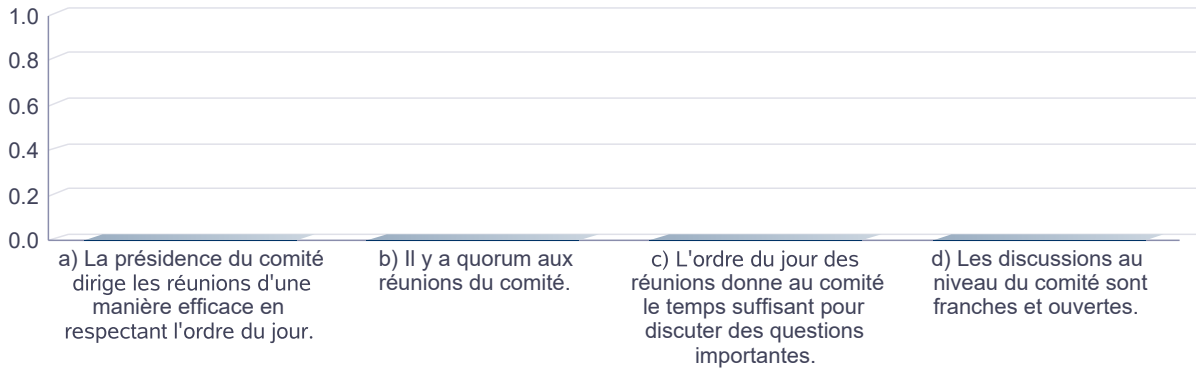 1.0
0.8
0.6
0.4
0.2
0.0
a) La présidence du comité
dirige les réunions d'une
manière efficace en
respectant l'ordre du jour.
b) Il y a quorum aux
réunions du comité.
c) L'ordre du jour des
réunions donne au comité
le temps suffisant pour
discuter des questions
importantes.
d) Les discussions au
niveau du comité sont
franches et ouvertes.